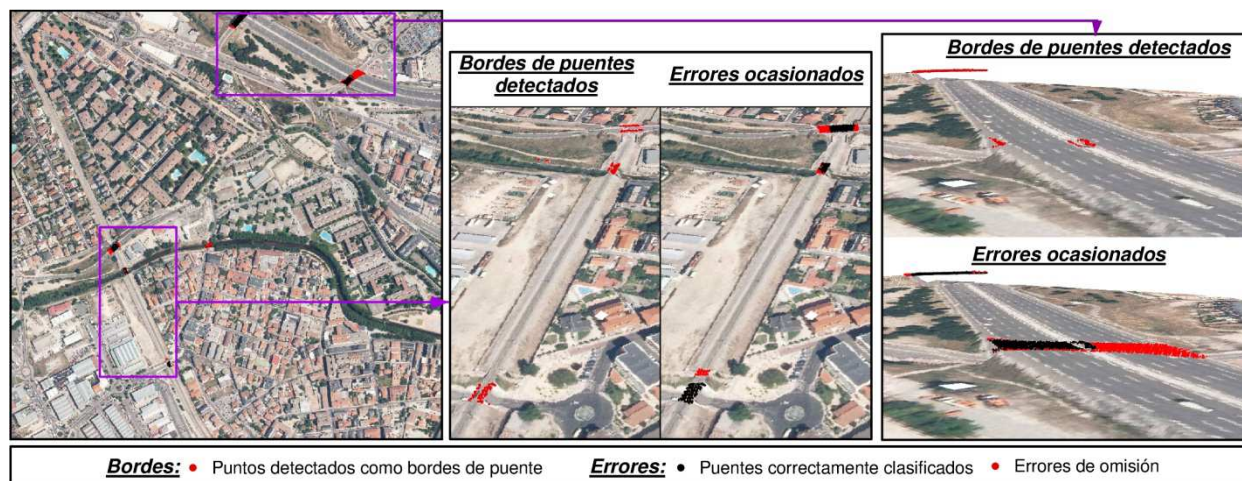 Bordes de puentes
detectados
Errores ocasionados
Bordes de puentes detectados
Errores ocasionados
Bordes: Puntos detectados como bordes de puente Errores: Puentes correctamente clasificados Errores de omisión